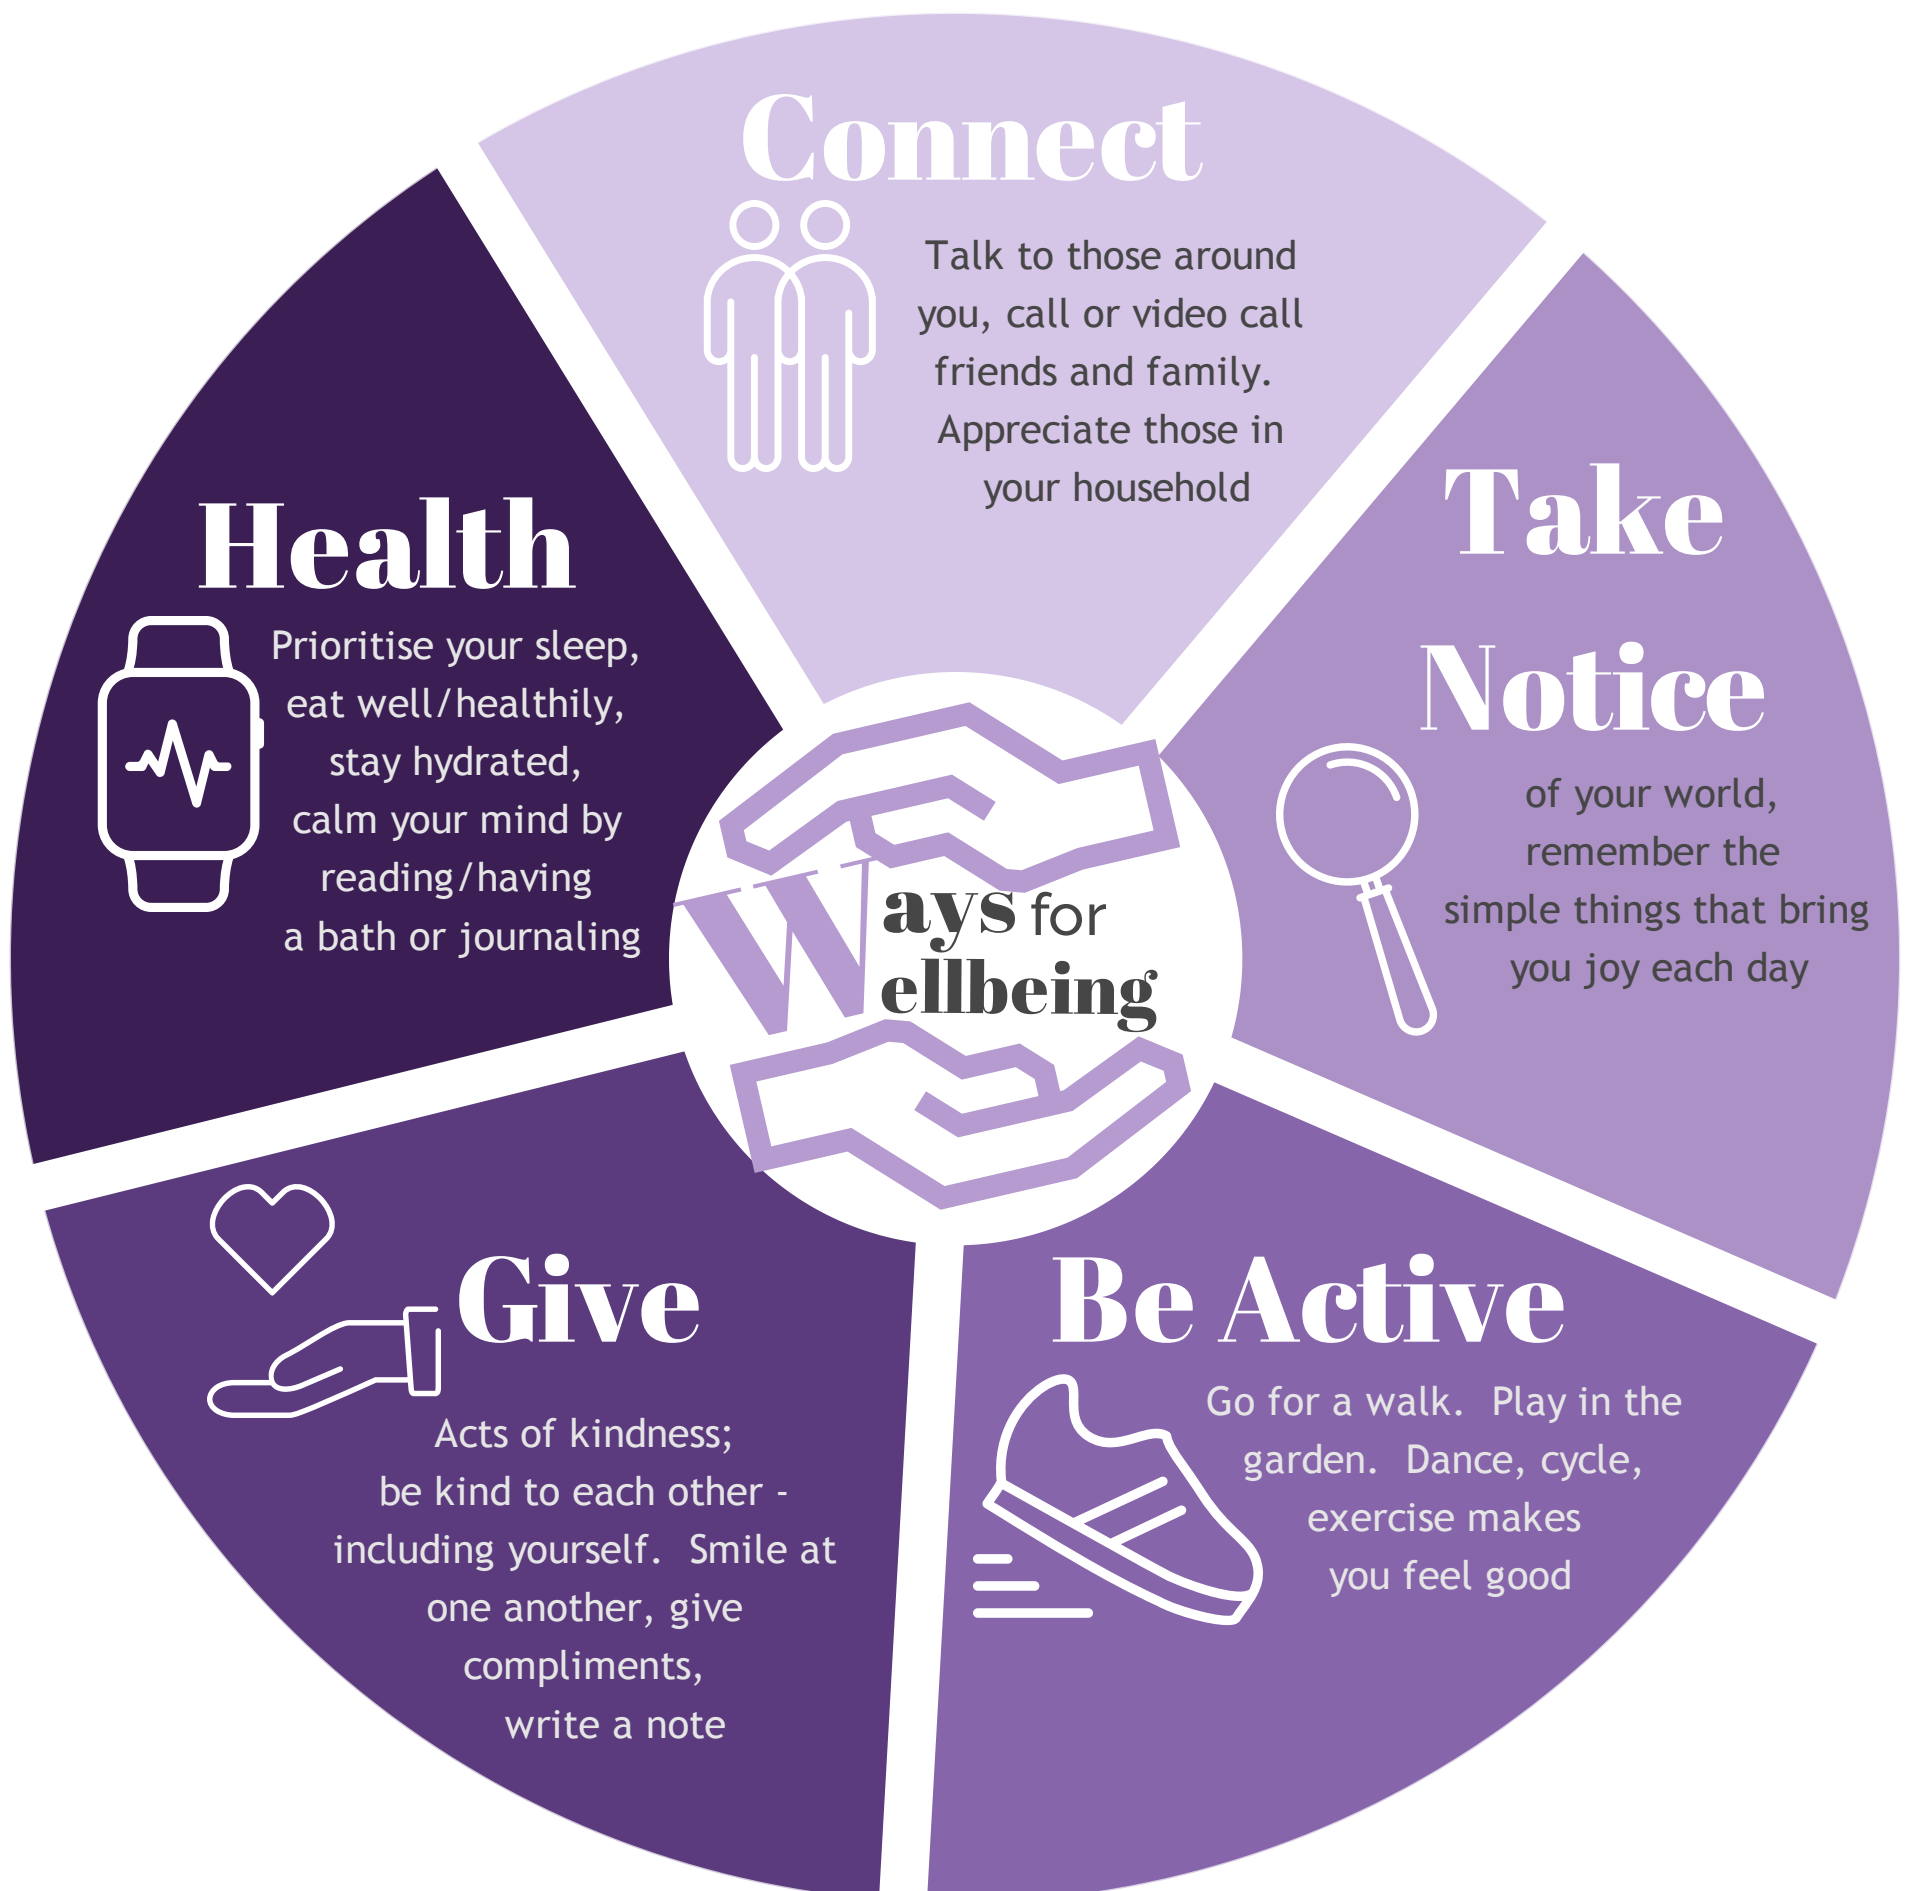 Connect
Talk to those around
you, call or video call
friends and family.
Appreciate those in
your household
Take
Notice
of your world,
remember the
simple things that bring
you joy each day
Be Active
Go for a walk.  Play in the
garden.  Dance, cycle,
exercise makes
you feel good
Give
Acts of kindness;
be kind to each other -
including yourself.  Smile at
one another, give
compliments,
write a note
Health
Prioritise your sleep,
eat well/healthily,
stay hydrated,
calm your mind by
reading/having
a bath or journaling
Ways for
ellbeing